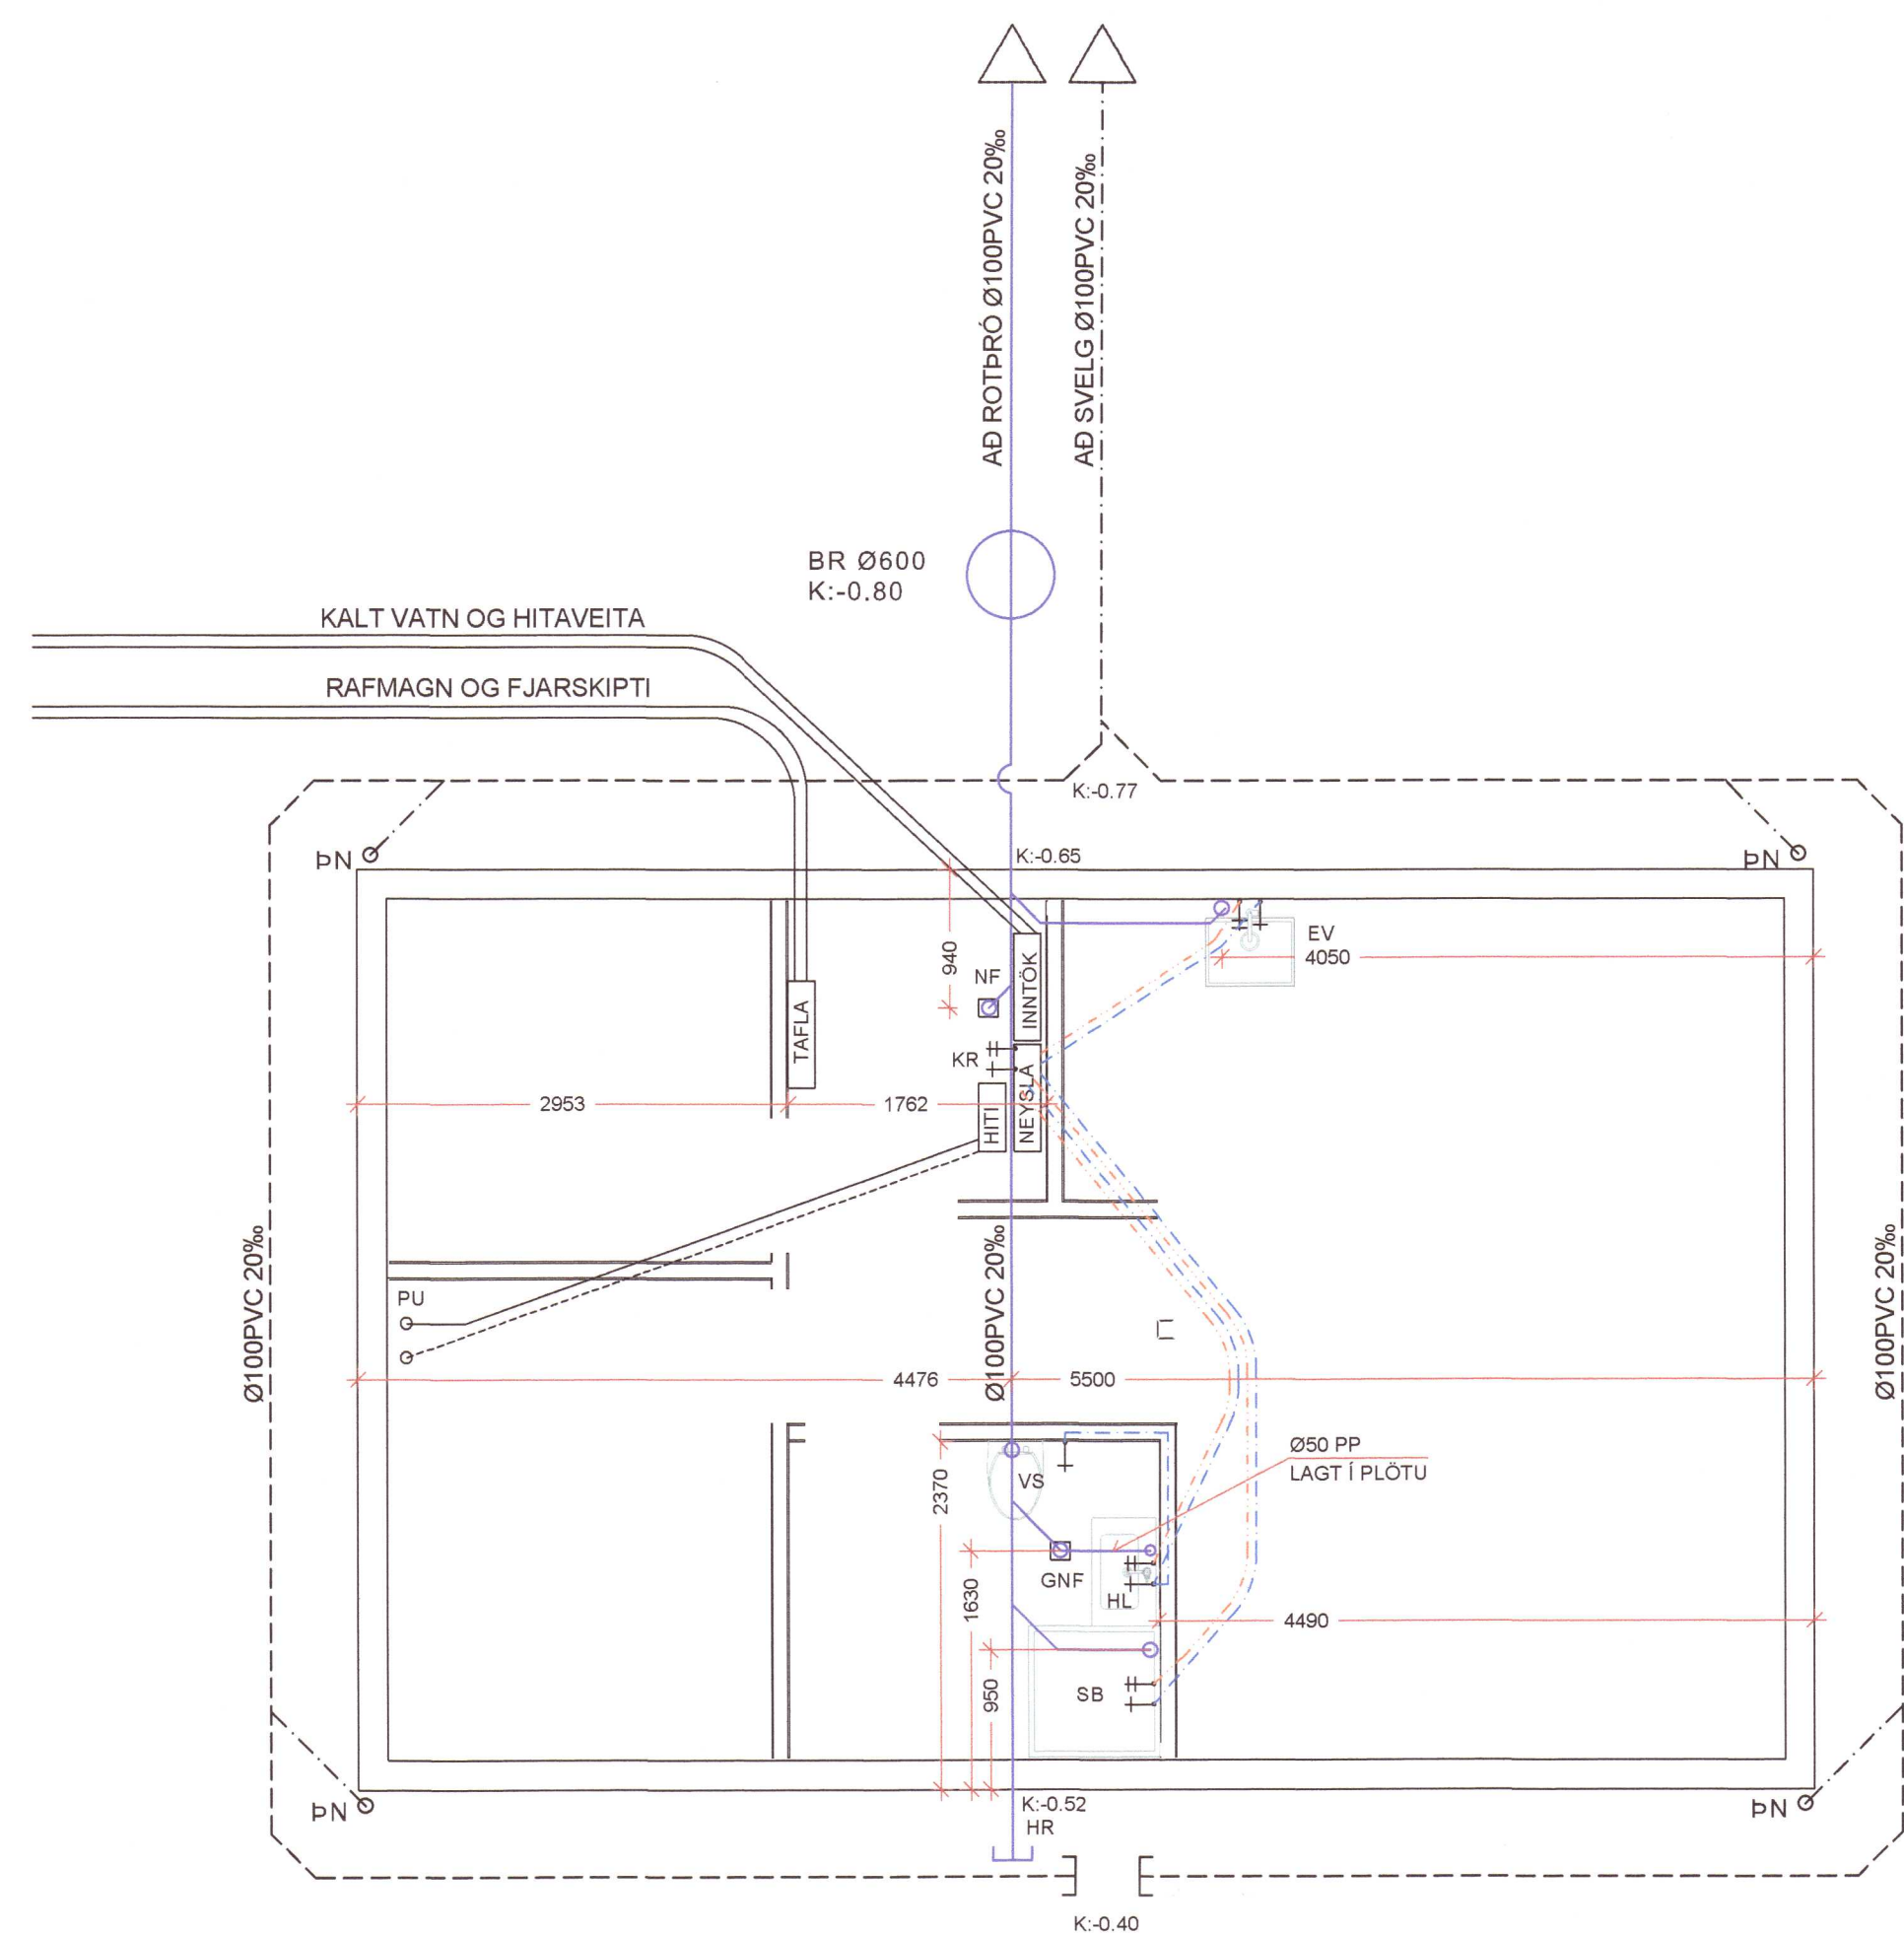 AÐ ROTÞRÓ Ø100PVC 20‰
AÐ SVELG Ø100PVC 20‰
BR Ø600
K:-0.80
KALT VATN OG HITAVEITA
RAFMAGN OG FJARSKIPTI
K:-0.77
ÞN
K:-0.65
ÞN
EV
4050
940
NF
INNTÖK
TAFLA
KR
NEYSLA
HITI
2953
1762
Ø100PVC 20‰
Ø100PVC 20‰
Ø100PVC 20‰
PU
4476
5500
Ø50 PP
LAGT Í PLÖTU
2370
VS
GNF
1630
HL
4490
950
SB
ÞN
K:-0.52
HR
ÞN
K:-0.40